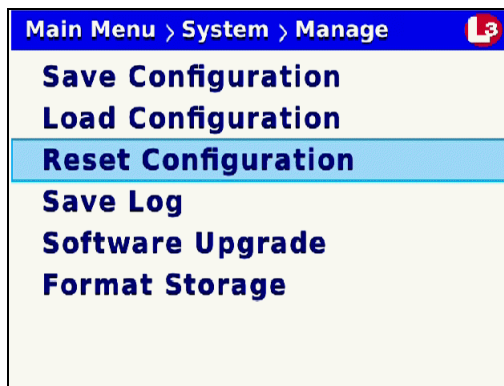 Main Menu > System > Manage L3
Save Configuration
Load Configuration
Reset Configuration
Save Log
Software Upgrade
Format Storage